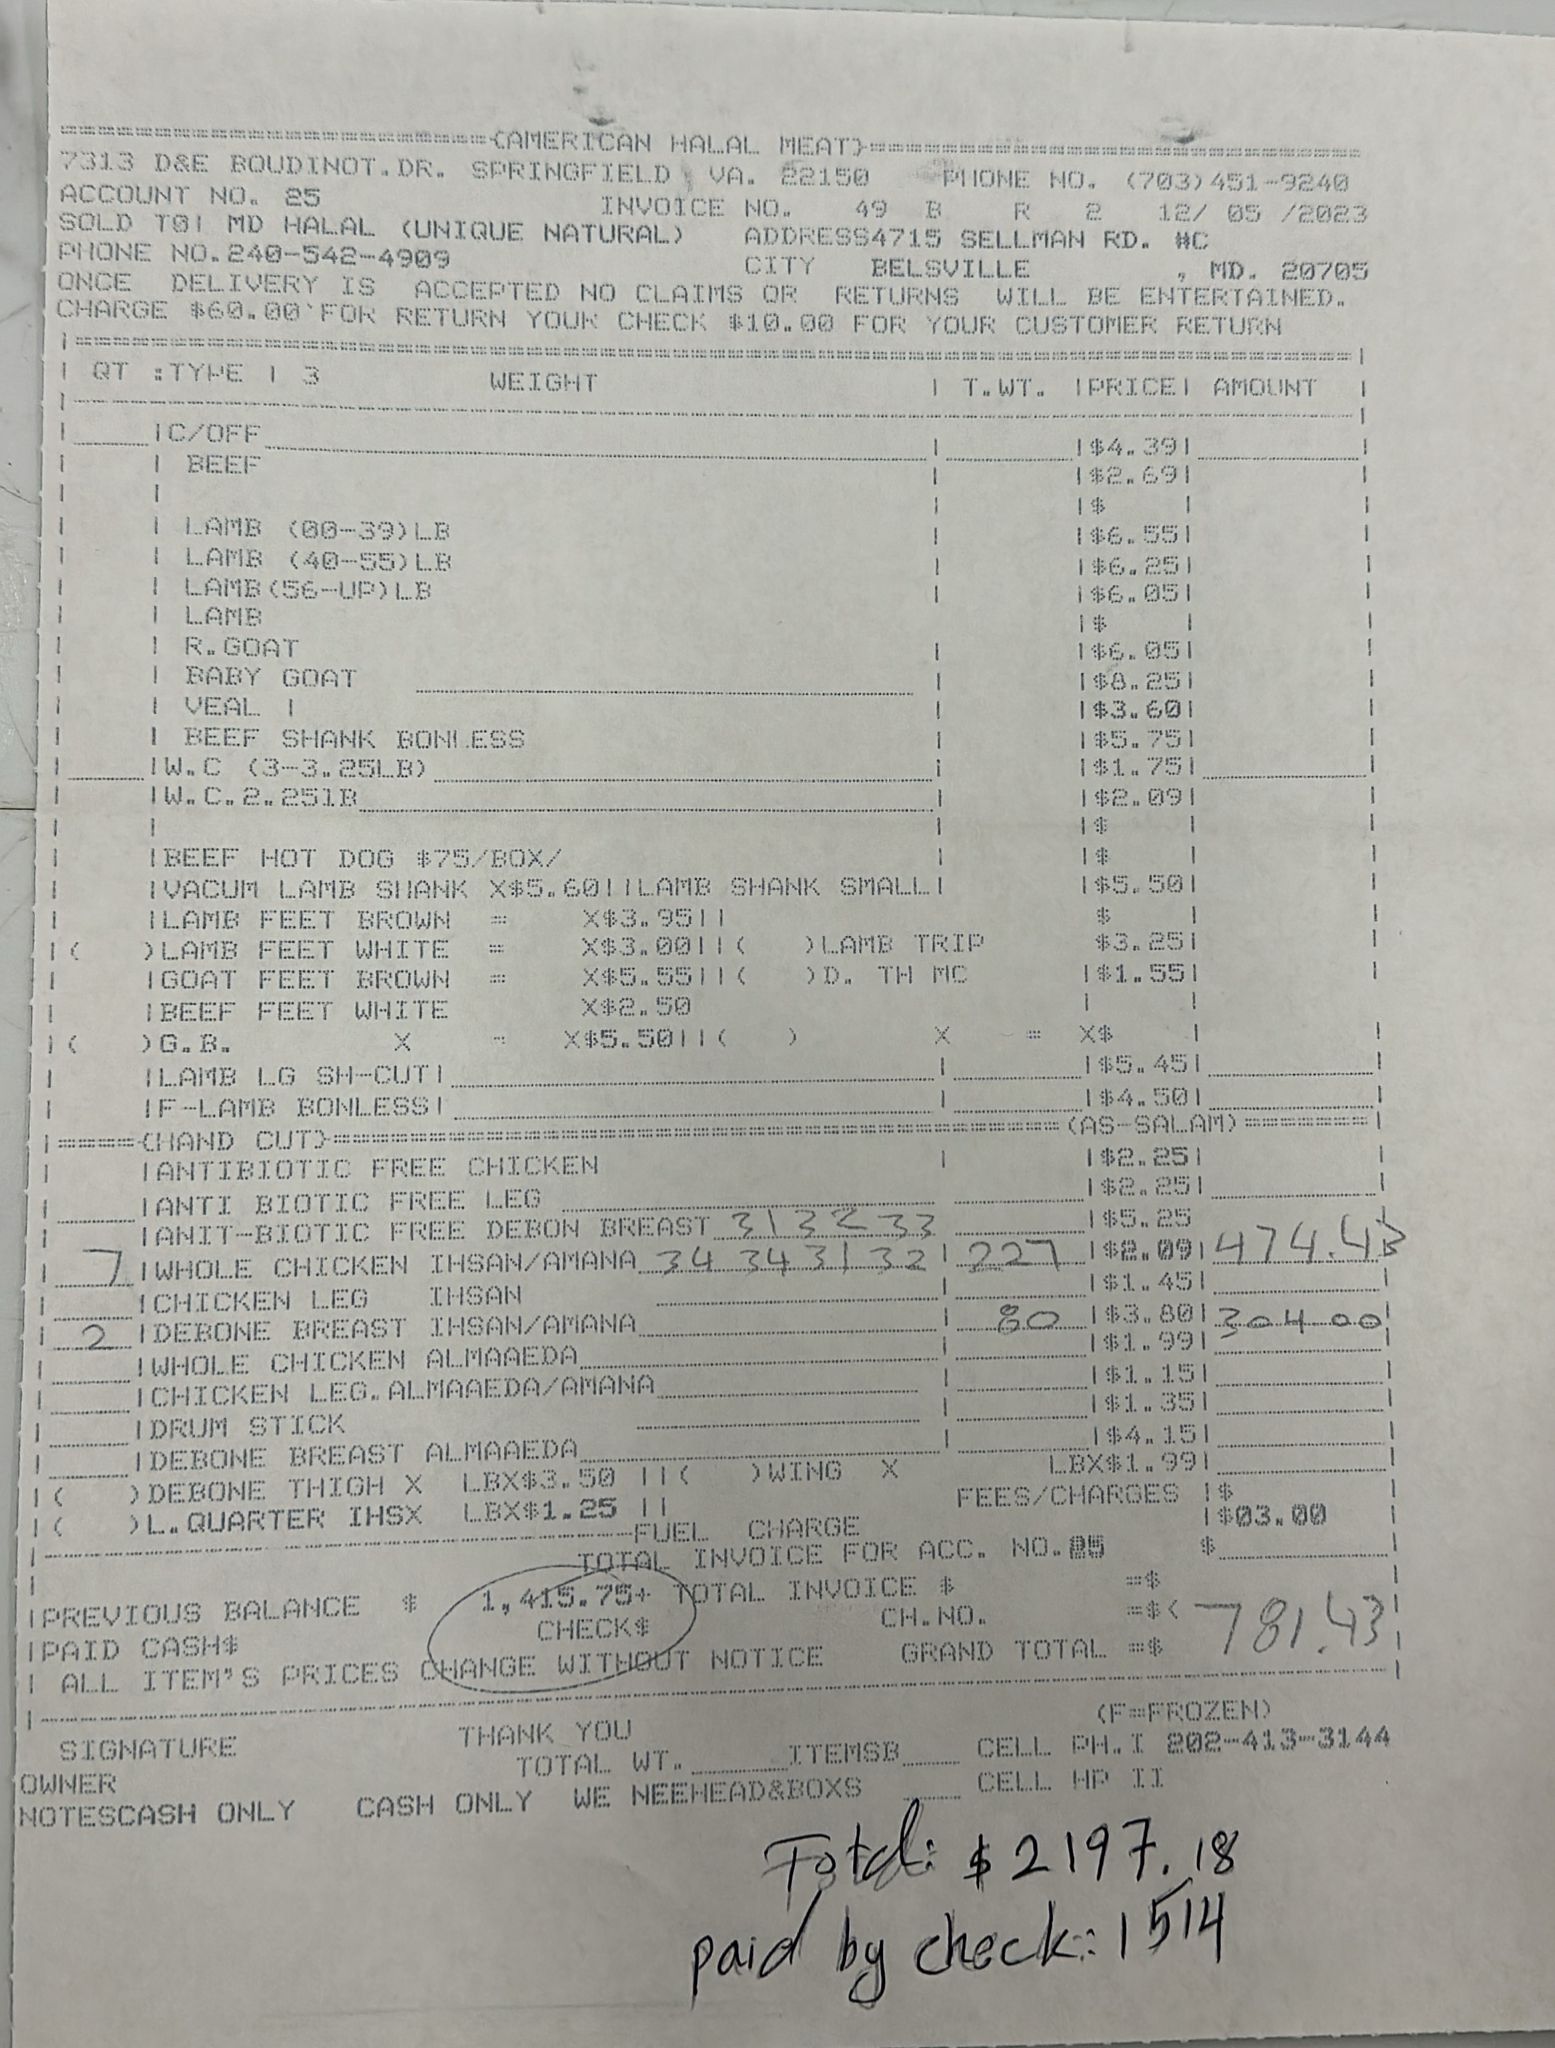 ==============================(AMERICAN HALAL MEAT)===================================
7313 D&E BOUDINOT.DR. SPRINGFIELD , VA. 22150 PHONE NO. (703)451-9240
ACCOUNT NO. 25 INVOICE NO. 49 B R 2 12/ 05 /2023
SOLD TO| MD HALAL (UNIQUE NATURAL) ADDRESS4715 SELLMAN RD. #C
PHONE NO.240-542-4909 CITY BELSVILLE , MD. 20705
ONCE DELIVERY IS ACCEPTED NO CLAIMS OR RETURNS WILL BE ENTERTAINED.
CHARGE $60.00 FOR RETURN YOUR CHECK $10.00 FOR YOUR CUSTOMER RETURN
| QT :TYPE | 3 WEIGHT | T.WT. |PRICE| AMOUNT |
|C/OFF |$4.39|
| BEEF |$2.69|
|$ |
| LAMB (00-39)LB |$6.55|
| LAMB (40-55)LB |$6.25|
| LAMB(56-UP)LB |$6.05|
| LAMB |$ |
| R.GOAT |$6.05|
| BABY GOAT |$8.25|
| VEAL | |$3.60|
| BEEF SHANK BONLESS |$5.75|
|W.C (3-3.25LB) |$1.75|
|W.C.2.25lB |$2.09|
|$ |
|BEEF HOT DOG $75/BOX/ |$ |
|VACUM LAMB SHANK X$5.60||LAMB SHANK SMALL| |$5.50|
|LAMB FEET BROWN = X$3.95|| $ |
|( )LAMB FEET WHITE = X$3.00||( )LAMB TRIP $3.25|
|GOAT FEET BROWN = X$5.55||( )D. TH MC |$1.55|
|BEEF FEET WHITE X$2.50 | |
|( )G.B. X = X$5.50||( ) X = X$ |
|LAMB LG SH-CUT| |$5.45|
|F-LAMB BONLESS| |$4.50|
|=====(HAND CUT)=============================================(AS-SALAM)=======|
|ANTIBIOTIC FREE CHICKEN |$2.25|
|ANTI BIOTIC FREE LEG |$2.25|
|ANIT-BIOTIC FREE DEBON BREAST 31 32 33 |$5.25
7 |WHOLE CHICKEN IHSAN/AMANA 34 34 31 32 | 227 |$2.09| 474.43
|CHICKEN LEG IHSAN |$1.45|
2 |DEBONE BREAST IHSAN/AMANA 80 |$3.80| 304.00
|WHOLE CHICKEN ALMAAEDA |$1.99|
|CHICKEN LEG.ALMAAEDA/AMANA |$1.15|
|DRUM STICK |$1.35|
|DEBONE BREAST ALMAAEDA |$4.15|
|( )DEBONE THIGH X LBX$3.50 ||( )WING X LBX$1.99|
|( )L.QUARTER IHSX LBX$1.25 || FEES/CHARGES |$
FUEL CHARGE |$03.00
TOTAL INVOICE FOR ACC. NO.25 $
|PREVIOUS BALANCE $ 1,415.75+ TOTAL INVOICE $ =$
|PAID CASH$ CHECK$ CH.NO. =$< 781.43
| ALL ITEM'S PRICES CHANGE WITHOUT NOTICE GRAND TOTAL =$
(F=FROZEN)
SIGNATURE THANK YOU
OWNER TOTAL WT. ITEMSB CELL PH.I 202-413-3144
NOTESCASH ONLY CASH ONLY WE NEEHEAD&BOXS CELL HP II
Total: $2197.18
paid by check: 1514